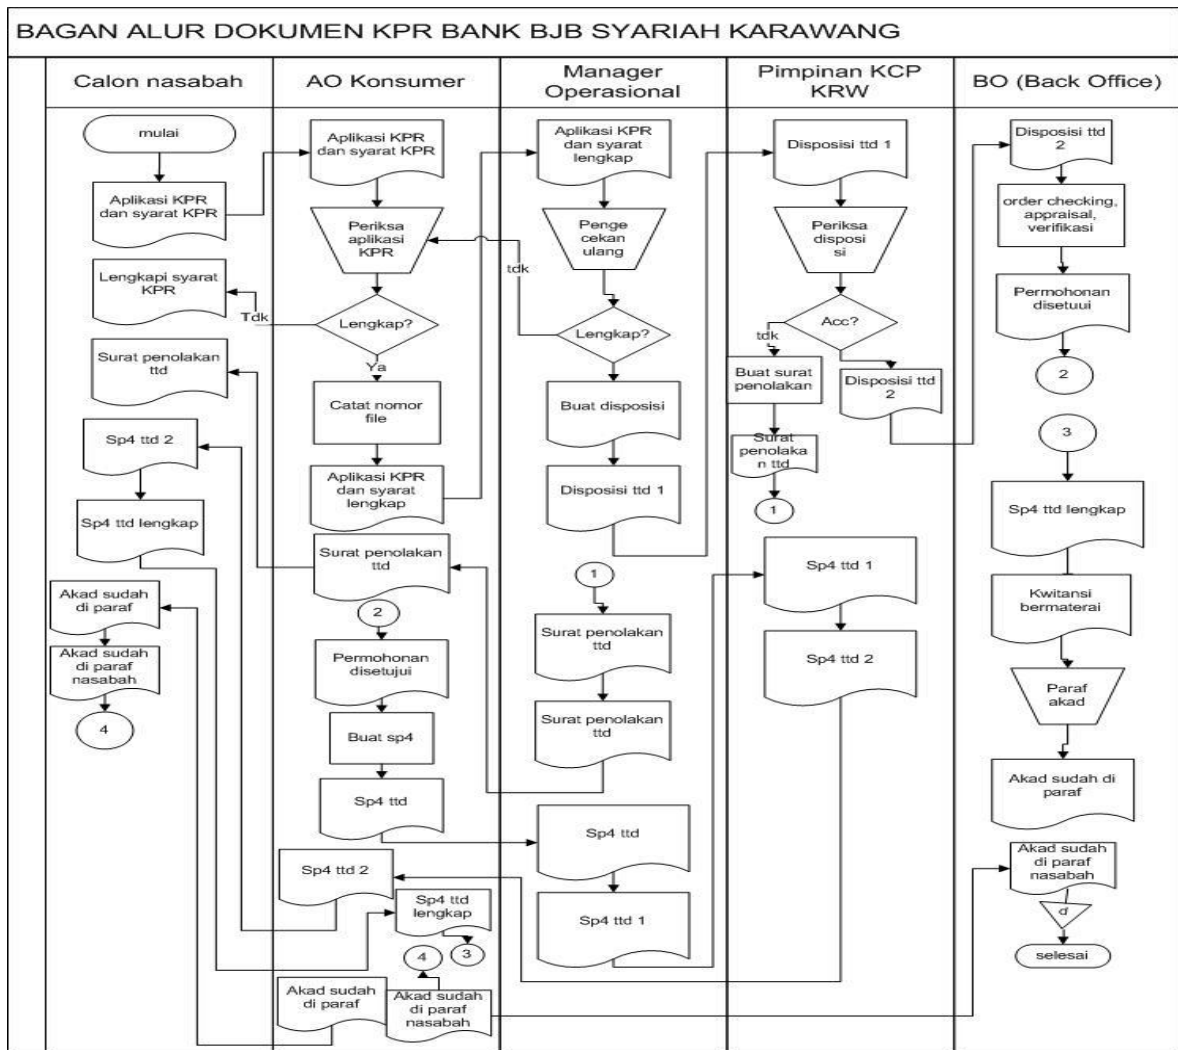 BAGAN ALUR DOKUMEN KPR BANK BJB SYARIAH KARAWANG
Calon nasabah
AO Konsumer
Manager
Operasional
Pimpinan KCP
KRW
BO (Back Office)
mulai
Aplikasi KPR
dan syarat KPR
Lengkapi syarat
KPR
Surat penolakan
ttd
Sp4 ttd 2
Sp4 ttd lengkap
Akad sudah
di paraf
Akad sudah
di paraf
nasabah
4
Aplikasi KPR
dan syarat KPR
Periksa
aplikasi
KPR
Lengkap?
Tdk
Ya
Catat nomor
file
Aplikasi KPR
dan syarat
lengkap
Surat penolakan
ttd
2
Permohonan
disetujui
Buat sp4
Sp4 ttd
Sp4 ttd 2
Sp4 ttd
lengkap
4
3
Akad sudah
di paraf
Akad sudah
di paraf
nasabah
Aplikasi KPR
dan syarat
lengkap
Penge
cekan
ulang
tdk
Lengkap?
Buat disposisi
Disposisi ttd 1
1
Surat penolakan
ttd
Surat penolakan
ttd
Sp4 ttd
Sp4 ttd 1
Disposisi ttd 1
Periksa
disposi
si
Acc?
tdk
Buat surat
penolakan
Disposisi ttd
2
Surat
penolaka
n ttd
1
Sp4 ttd 1
Sp4 ttd 2
Disposisi ttd
2
order checking,
appraisal,
verifikasi
Permohonan
disetuui
2
3
Sp4 ttd lengkap
Kwitansi
bermaterai
Paraf
akad
Akad sudah di
paraf
Akad sudah
di paraf
nasabah
d
selesai